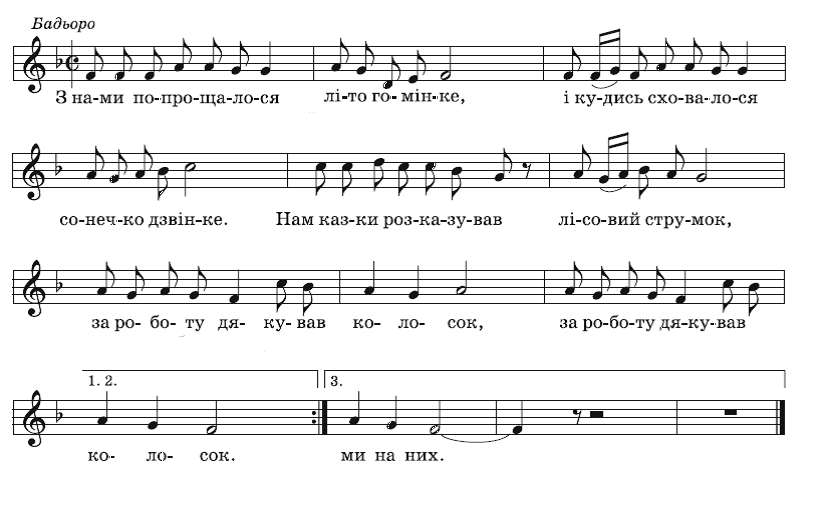 Бадьоро
З на-ми по-про-ща-ло-ся лі-то го-мін-ке, і ку-дись схо-ва-ло-ся
со-неч-ко дзвін-ке. Нам каз-ки роз-ка-зу-вав лі-со-вий стру-мок,
за ро- бо- ту дя- ку- вав ко- ло- сок, за ро-бо-ту дя-ку-вав
1. 2. 3.
ко- ло- сок. ми на них.